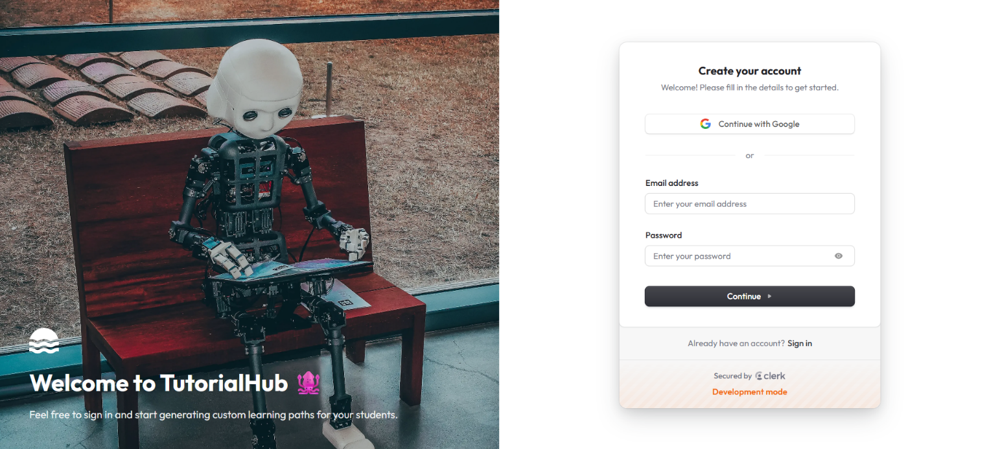 Welcome to TutorialHub
Feel free to sign in and start generating custom learning paths for your students.
Create your account
Welcome! Please fill in the details to get started.
Continue with Google
or
Email address
Enter your email address
Password
Enter your password
Continue
Already have an account? Sign in
Secured by clerk
Development mode